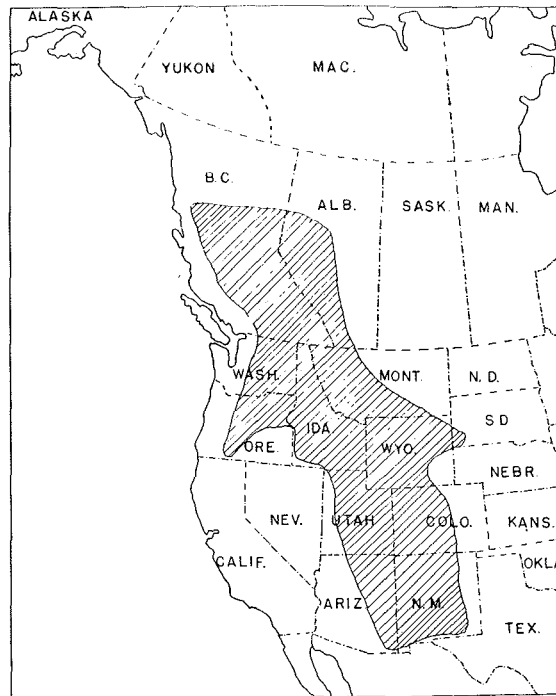 ALASKA
YUKON
MAC.
B.C.
ALB.
SASK.
MAN.
WASH.
MONT.
N.D.
ORE.
IDA.
WYO.
S D
NEBR.
NEV.
UTAH
COLO.
KANS.
CALIF.
OKLA
ARIZ
N.M.
TEX.